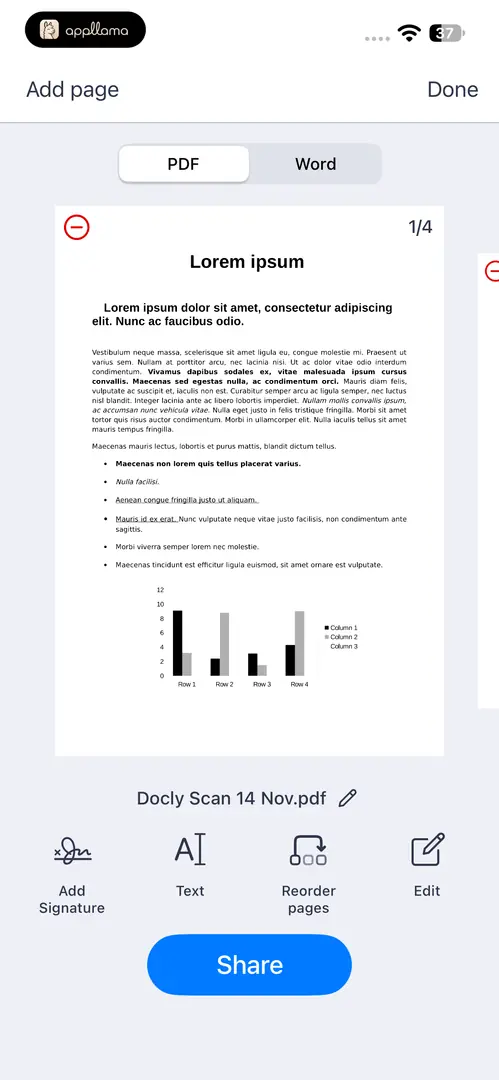 appllama
37
Add page
Done
PDF
Word
1/4
Lorem ipsum
Lorem ipsum dolor sit amet, consectetur adipiscing
elit. Nunc ac faucibus odio.
Vestibulum neque massa, scelerisque sit amet ligula eu, congue molestie mi. Praesent ut
varius sem. Nullam at porttitor arcu, nec lacinia nisi. Ut ac dolor vitae odio interdum
condimentum. Vivamus dapibus sodales ex, vitae malesuada ipsum cursus
convallis. Maecenas sed egestas nulla, ac condimentum orci. Mauris diam felis,
vulputate ac suscipit et, iaculis non est. Curabitur semper arcu ac ligula semper, nec luctus
nisl blandit. Integer lacinia ante ac libero lobortis imperdiet. Nullam mollis convallis ipsum,
ac accumsan nunc vehicula vitae. Nulla eget justo in felis tristique fringilla. Morbi sit amet
tortor quis risus auctor condimentum. Morbi in ullamcorper elit. Nulla iaculis tellus sit amet
mauris tempus fringilla.
Maecenas mauris lectus, lobortis et purus mattis, blandit dictum tellus.
• Maecenas non lorem quis tellus placerat varius.
• Nulla facilisi.
• Aenean congue fringilla justo ut aliquam.
• Mauris id ex erat. Nunc vulputate neque vitae justo facilisis, non condimentum ante
sagittis.
• Morbi viverra semper lorem nec molestie.
• Maecenas tincidunt est efficitur ligula euismod, sit amet ornare est vulputate.
12
10
8
6
4
2
0
Row 1
Row 2
Row 3
Row 4
Column 1
Column 2
Column 3
Docly Scan 14 Nov.pdf
Add
Signature
Text
Reorder
pages
Edit
Share